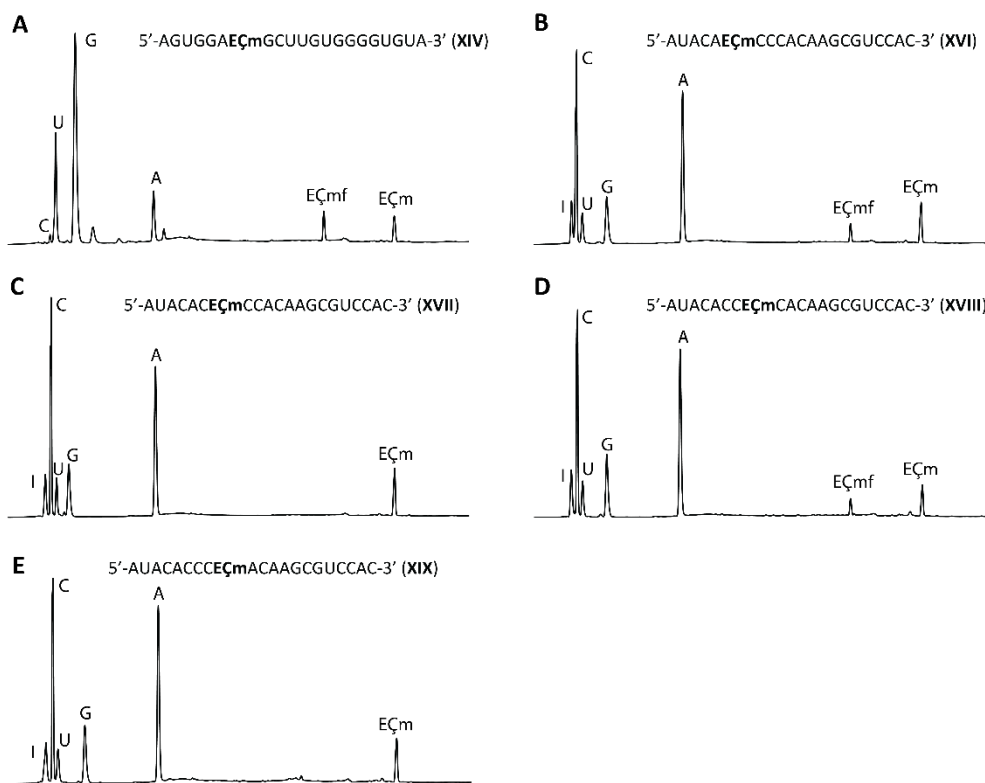 A
5′-AGUGGAEÇmGCUUGUGGGGUGUA-3′ (XIV)
G
U
C
A
EÇmf
EÇm
B
5′-AUACAEÇmCCCACAAGCGUCCAC-3′ (XVI)
C
A
I
U
G
EÇmf
EÇm
C
5′-AUACACEÇmCCACAAGCGUCCAC-3′ (XVII)
C
A
I
U
G
EÇm
D
5′-AUACACCEÇmCACAAGCGUCCAC-3′ (XVIII)
C
A
I
U
G
EÇmf
EÇm
E
5′-AUACACCCEÇmACAAGCGUCCAC-3′ (XIX)
C
A
I
U
G
EÇm